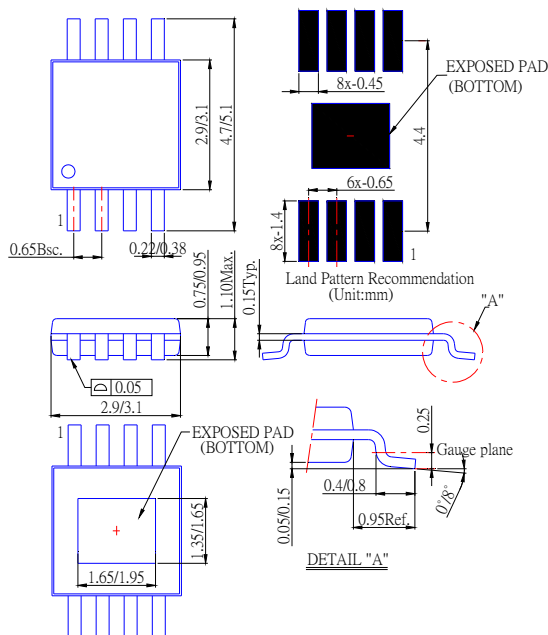 2.9/3.1
4.7/5.1
1
0.65Bsc.
0.22/0.38
8x-0.45
EXPOSED PAD
(BOTTOM)
4.4
6x-0.65
8x-1.4
1
Land Pattern Recommendation
(Unit:mm)
0.75/0.95
1.10Max.
0.05
2.9/3.1
0.15Typ.
"A"
1
EXPOSED PAD
(BOTTOM)
1.35/1.65
1.65/1.95
0.25
Gauge plane
0.05/0.15
0.4/0.8
0.95Ref.
0°/8°
DETAIL "A"